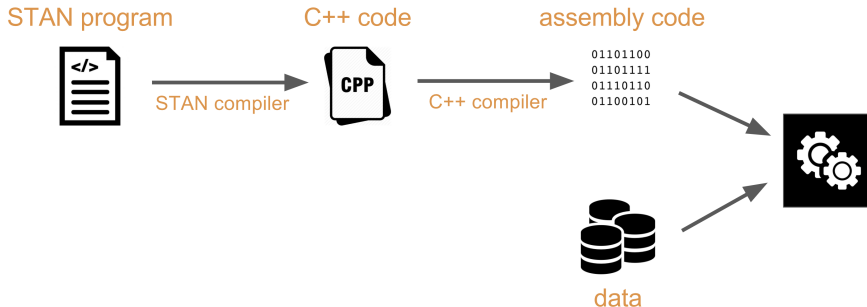 STAN program
C++ code
assembly code
</>
CPP
01101100
01101111
01110110
01100101
STAN compiler
C++ compiler
data